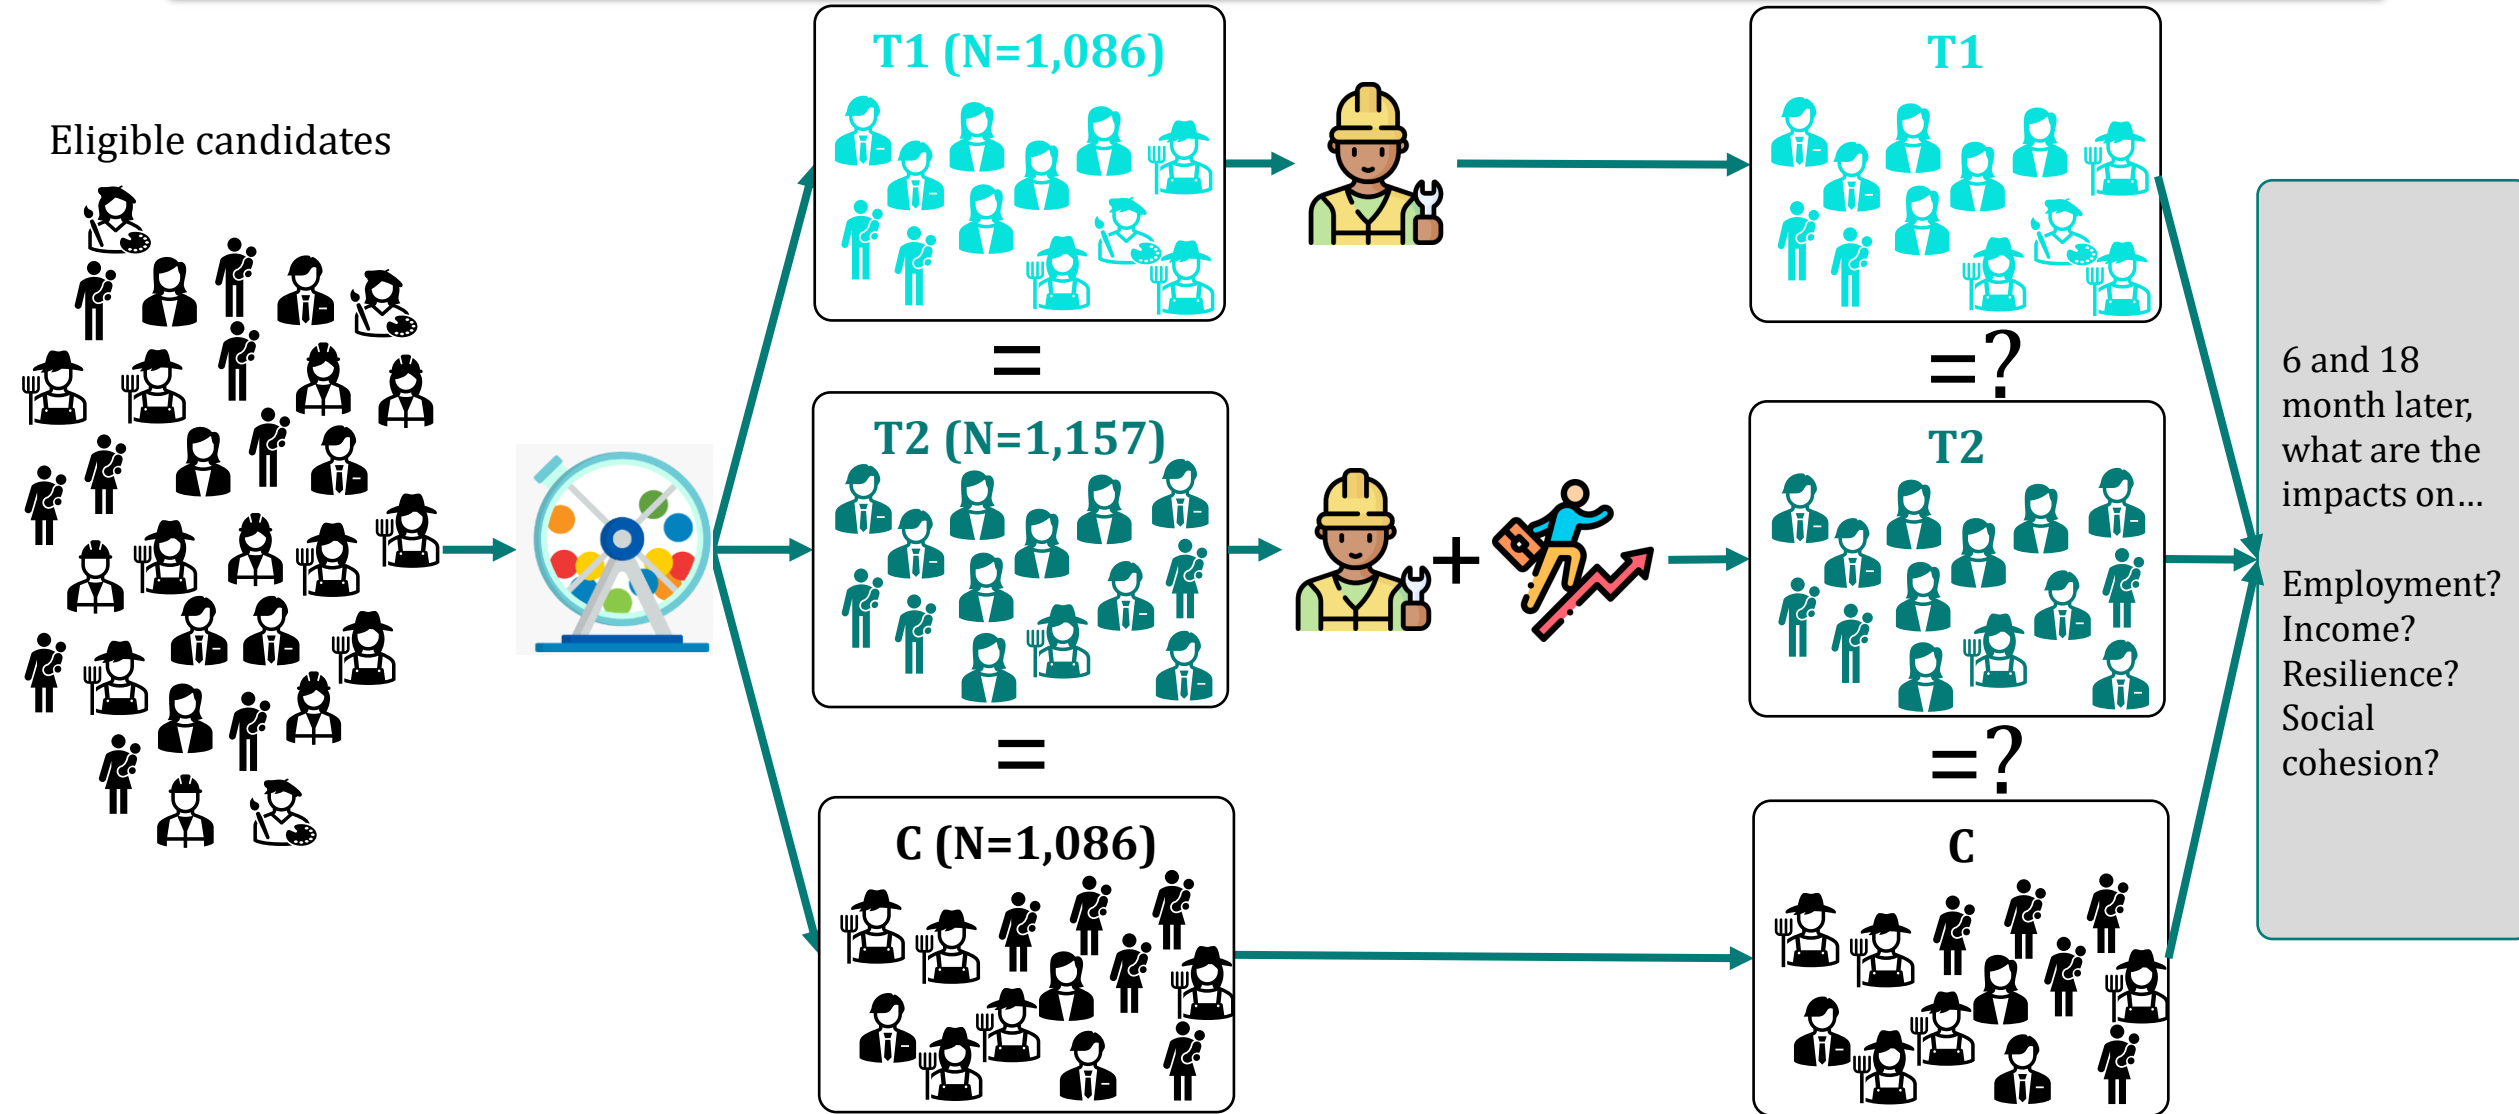 Eligible candidates
T1 (N=1,086)
=
T2 (N=1,157)
=
C (N=1,086)
+
T1
=?
T2
=?
C
6 and 18
month later,
what are the
impacts on…
Employment?
Income?
Resilience?
Social
cohesion?